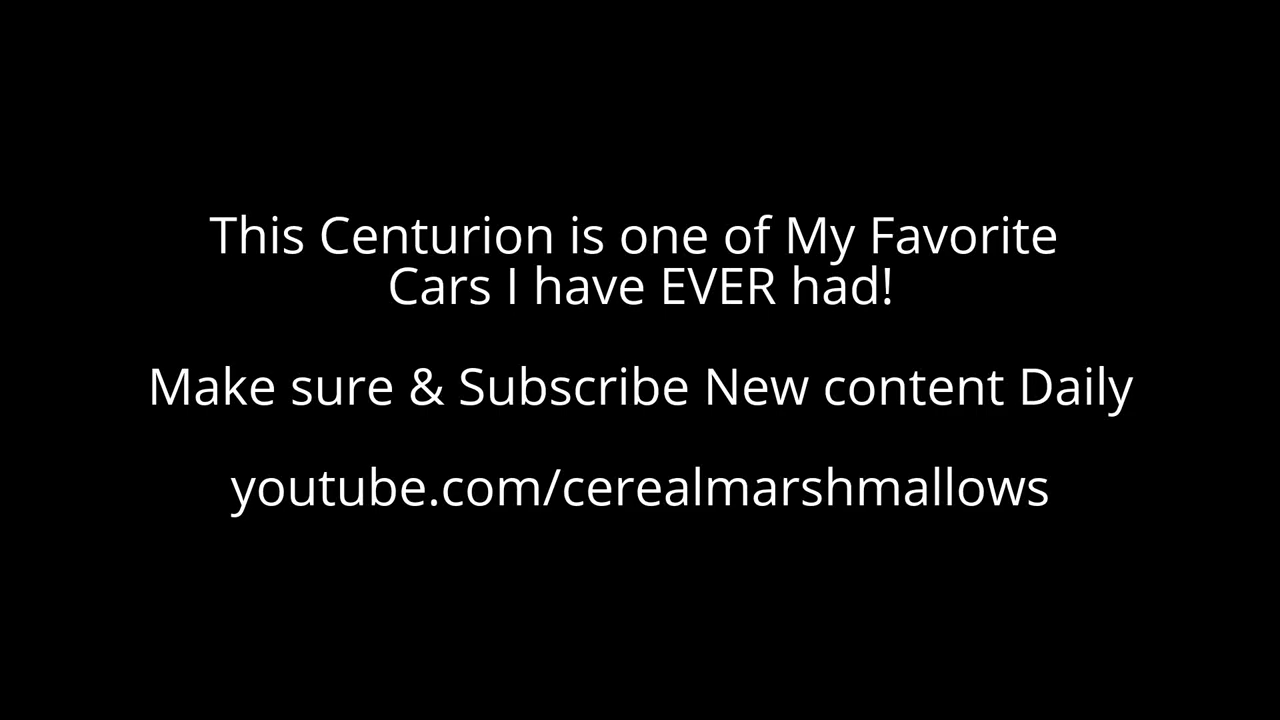 This Centurion is one of My Favorite
Cars I have EVER had!
Make sure & Subscribe New content Daily
youtube.com/cerealmarshmallows